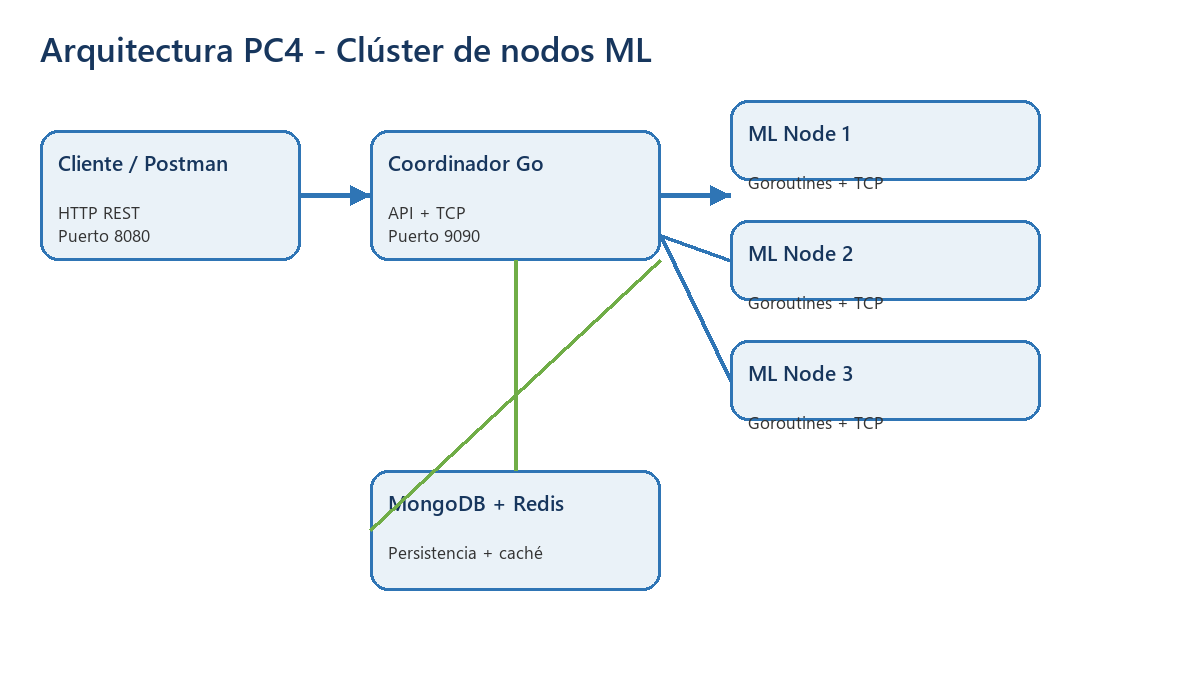 Arquitectura PC4 - Clúster de nodos ML
Cliente / Postman
HTTP REST
Puerto 8080
Coordinador Go
API + TCP
Puerto 9090
ML Node 1
Goroutines + TCP
ML Node 2
Goroutines + TCP
ML Node 3
Goroutines + TCP
MongoDB + Redis
Persistencia + caché